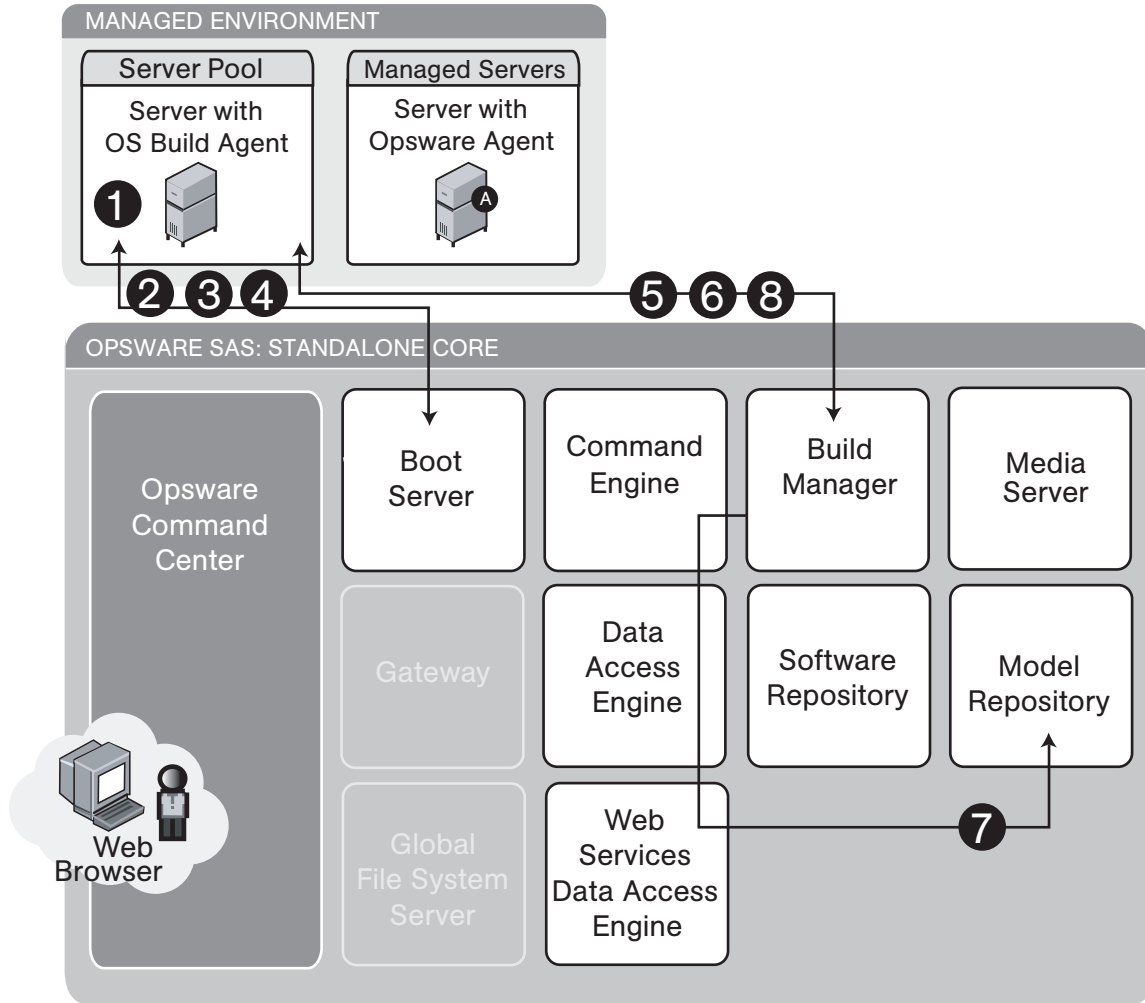 MANAGED ENVIRONMENT
Server Pool
Server with
OS Build Agent
1
Managed Servers
Server with
Opsware Agent
A
2 3 4
5 6 8
OPSWARE SAS: STANDALONE CORE
Opsware
Command
Center
Web
Browser
Boot
Server
Command
Engine
Build
Manager
Media
Server
Gateway
Data
Access
Engine
Software
Repository
Model
Repository
Global
File System
Server
Web
Services
Data Access
Engine
7